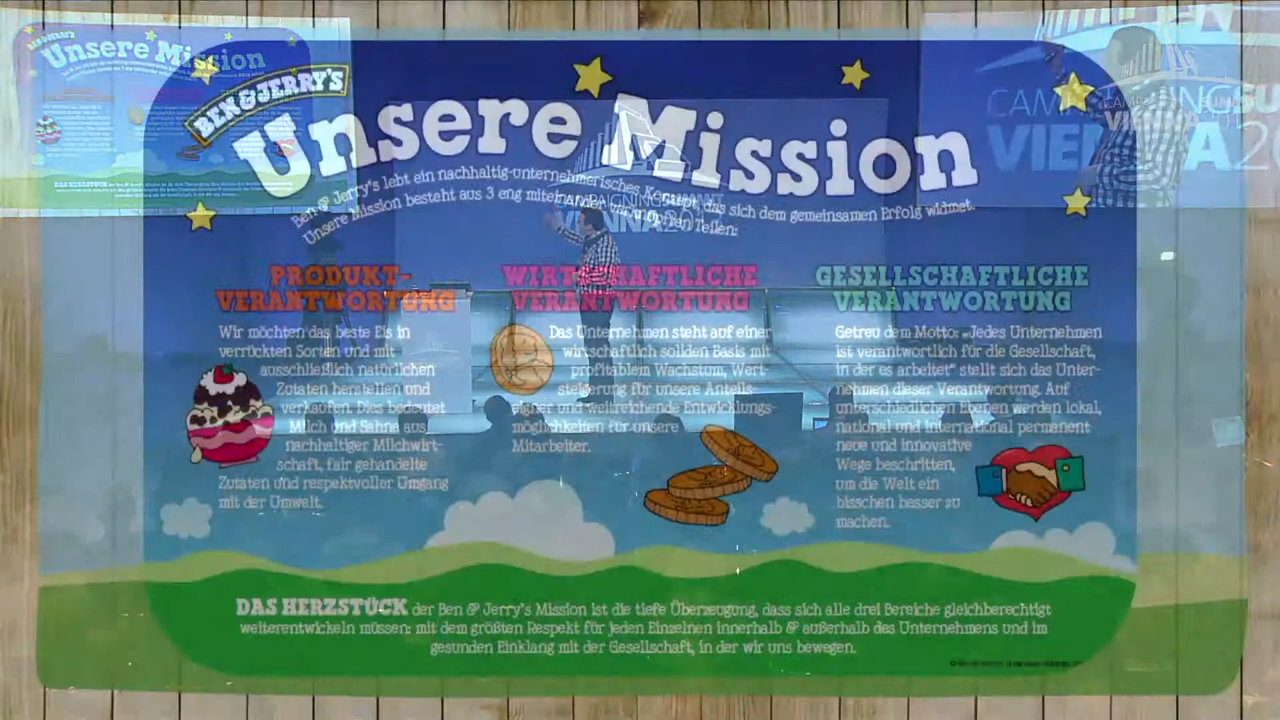 BEN & JERRY'S
Unsere Mission
Ben & Jerry's lebt ein nachhaltig-unternehmerisches Konzept, das sich dem gemeinsamen Erfolg widmet.
Unsere Mission besteht aus 3 eng miteinander verknüpften Teilen:
PRODUKT-
VERANTWORTUNG
Wir möchten das beste Eis in
verrückten Sorten und mit
ausschließlich natürlichen
Zutaten herstellen und
verkaufen. Dies bedeutet
Milch und Sahne aus
nachhaltiger Milchwirt-
schaft, fair gehandelte
Zutaten und respektvoller Umgang
mit der Umwelt.
WIRTSCHAFTLICHE
VERANTWORTUNG
Das Unternehmen steht auf einer
wirtschaftlich soliden Basis mit
profitablem Wachstum, Wert-
steigerung für unsere Anteils-
eigner und weitreichende Entwicklungs-
möglichkeiten für unsere
Mitarbeiter.
GESELLSCHAFTLICHE
VERANTWORTUNG
Getreu dem Motto: „Jedes Unternehmen
ist verantwortlich für die Gesellschaft,
in der es arbeitet" stellt sich das Unter-
nehmen dieser Verantwortung. Auf
unterschiedlichen Ebenen werden lokal,
national und international permanent
neue und innovative
Wege beschritten,
um die Welt ein
bisschen besser zu
machen.
DAS HERZSTÜCK der Ben & Jerry's Mission ist die tiefe Überzeugung, dass sich alle drei Bereiche gleichberechtigt
weiterentwickeln müssen: mit dem größten Respekt für jeden Einzelnen innerhalb & außerhalb des Unternehmens und im
gesunden Einklang mit der Gesellschaft, in der wir uns bewegen.
Unsere Mission